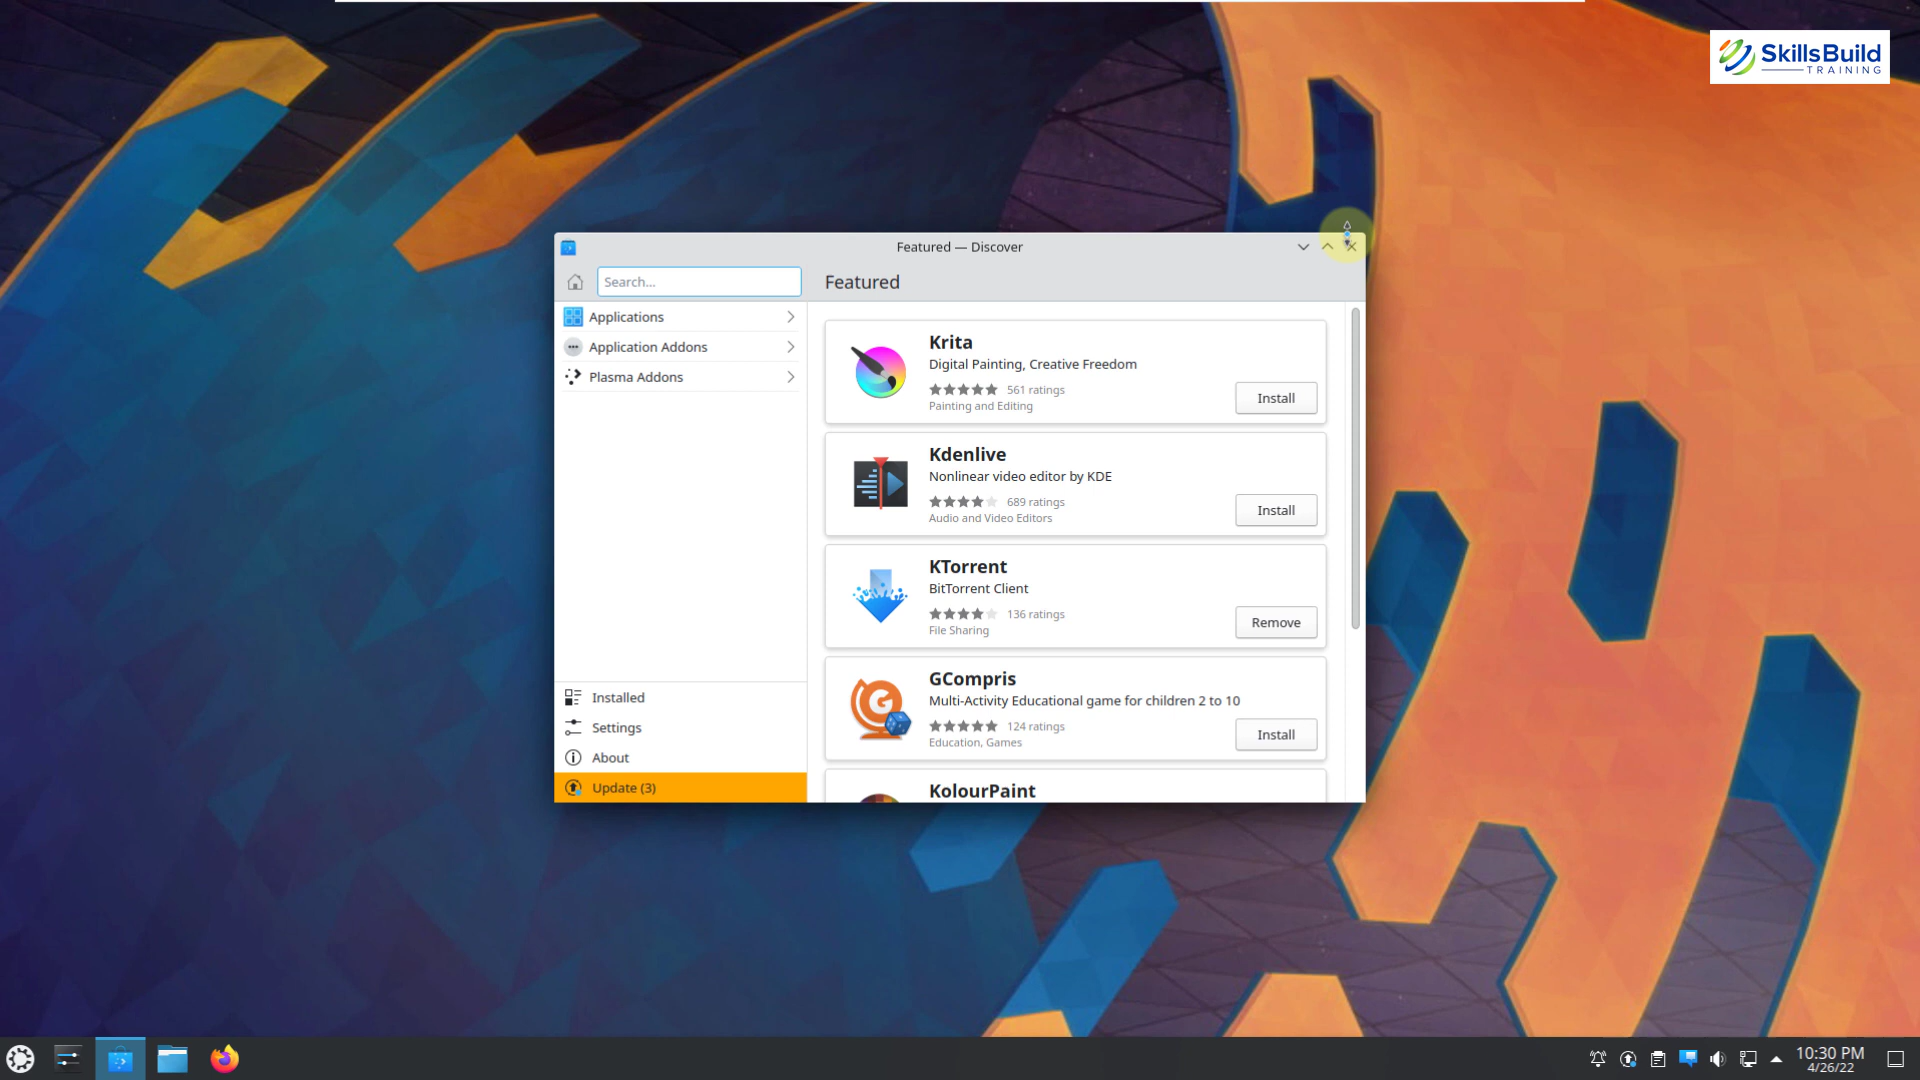 SkillsBuild
TRAINING
Featured — Discover
Search...
Featured
Applications
Application Addons
Plasma Addons
Krita
Digital Painting, Creative Freedom
561 ratings
Painting and Editing
Install
Kdenlive
Nonlinear video editor by KDE
689 ratings
Audio and Video Editors
Install
KTorrent
BitTorrent Client
136 ratings
File Sharing
Remove
GCompris
Multi-Activity Educational game for children 2 to 10
124 ratings
Education, Games
Install
KolourPaint
Installed
Settings
About
Update (3)
10:30 PM
4/26/22